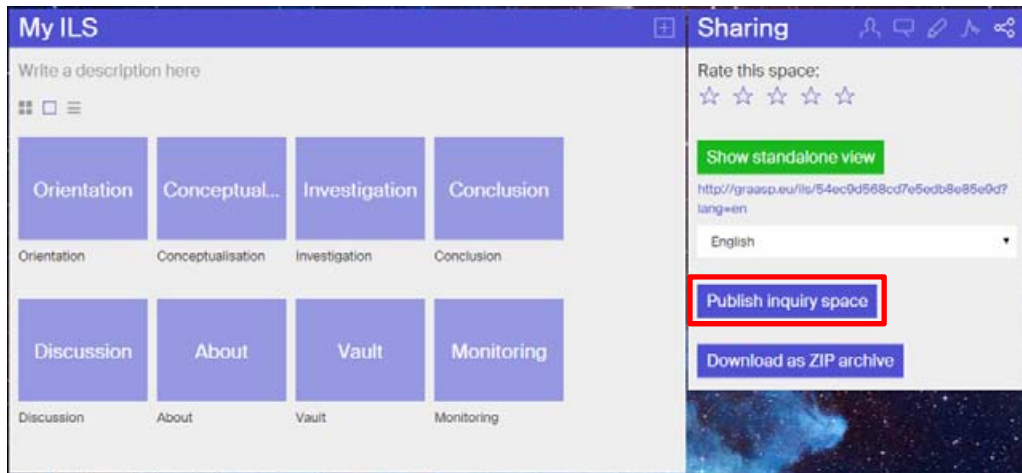 My ILS
Write a description here
Orientation
Conceptual...
Investigation
Conclusion
Orientation
Conceptualisation
Investigation
Conclusion
Discussion
About
Vault
Monitoring
Discussion
About
Vault
Monitoring
Sharing
Rate this space:
Show standalone view
http://graasp.eu/ils/54ec9d568cd7e5edb8e85e9d?
lang=en
English
Publish inquiry space
Download as ZIP archive